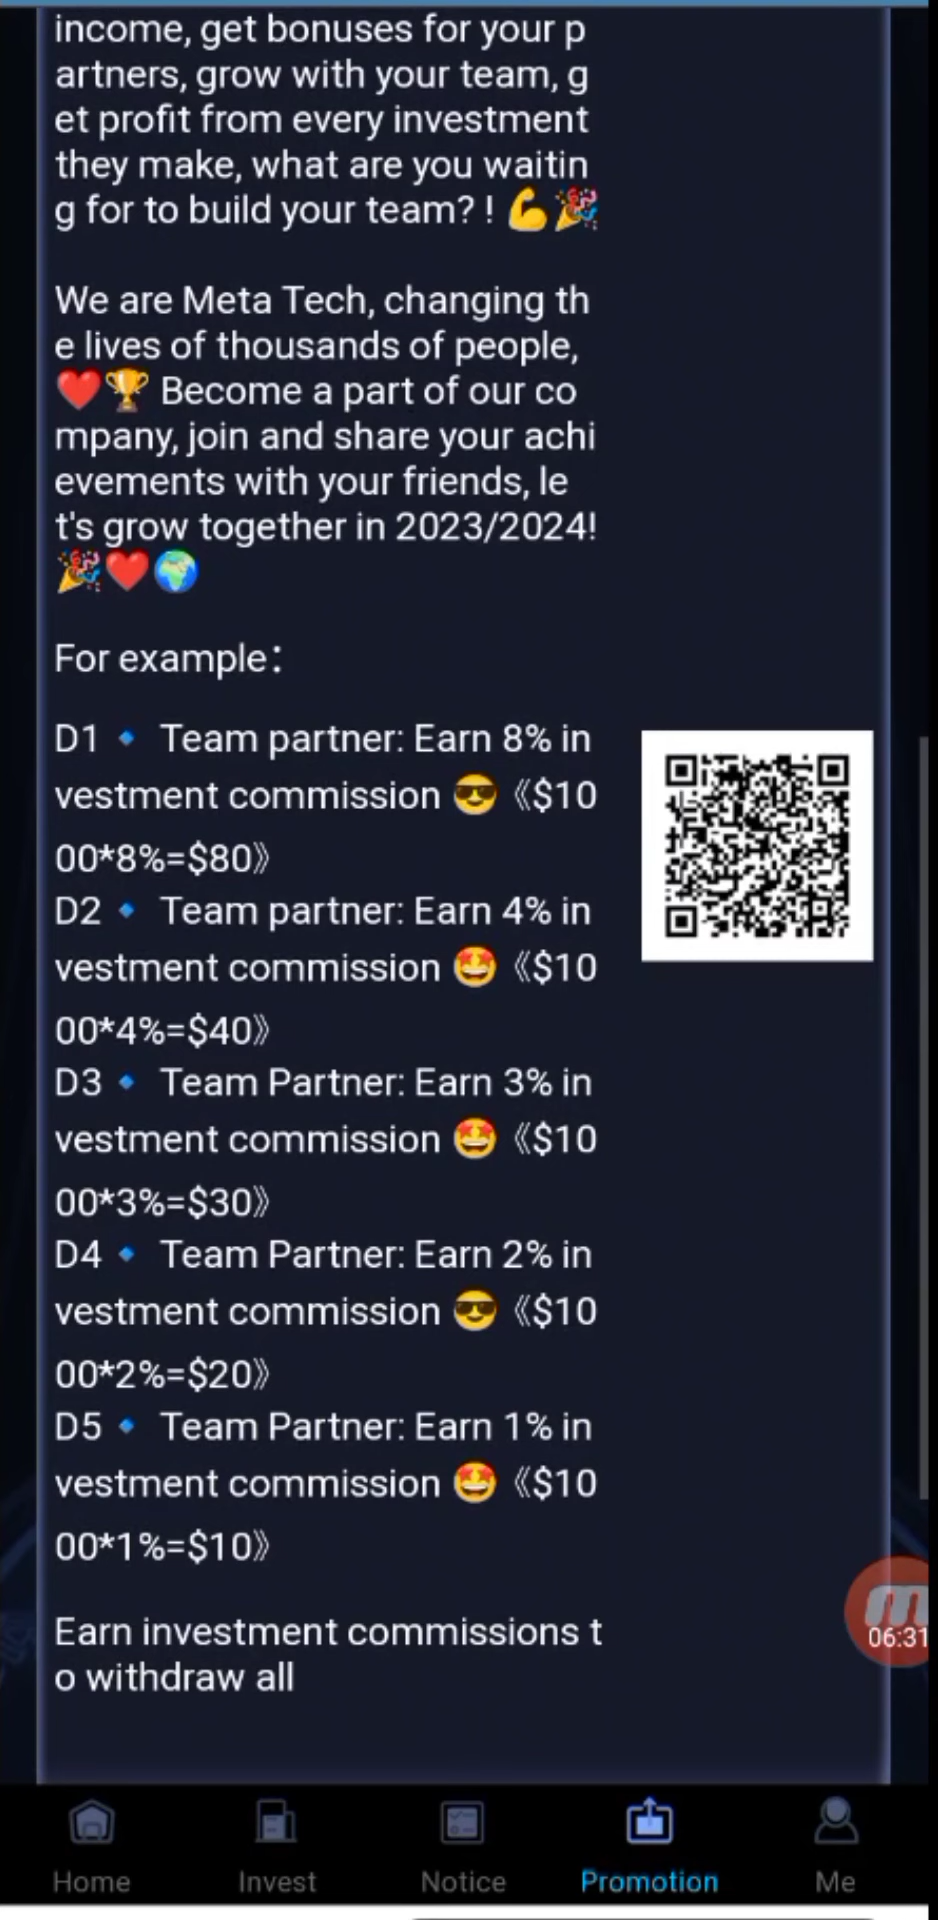 income, get bonuses for your p
artners, grow with your team, g
et profit from every investment
they make, what are you waitin
g for to build your team? ! 💪🎉
We are Meta Tech, changing th
e lives of thousands of people,
❤️🏆 Become a part of our co
mpany, join and share your achi
evements with your friends, le
t's grow together in 2023/2024!
🎉❤️🌍
For example：
D1🔹 Team partner: Earn 8% in
vestment commission 😎《$10
00*8%=$80》
D2🔹 Team partner: Earn 4% in
vestment commission 🤩《$10
00*4%=$40》
D3🔹 Team Partner: Earn 3% in
vestment commission 🤩《$10
00*3%=$30》
D4🔹 Team Partner: Earn 2% in
vestment commission 😎《$10
00*2%=$20》
D5🔹 Team Partner: Earn 1% in
vestment commission 🤩《$10
00*1%=$10》
06:31
Earn investment commissions t
o withdraw all
Home Invest Notice Promotion Me